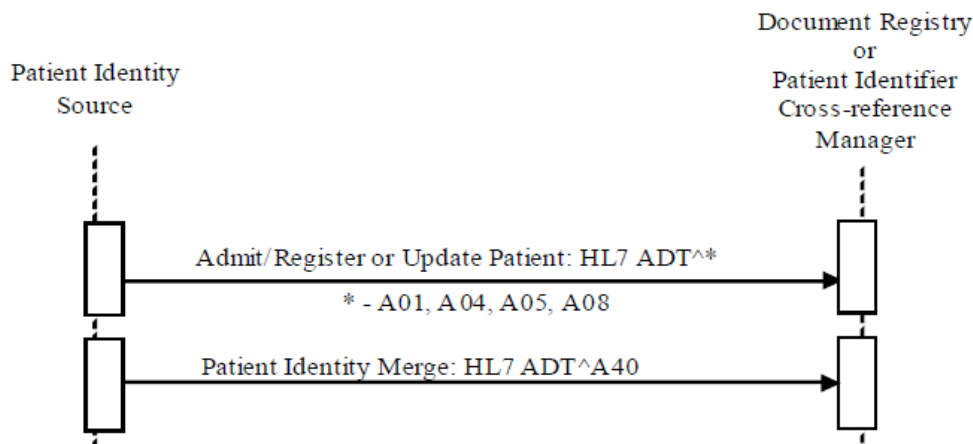 Document Registry
or
Patient Identifier
Cross-reference
Manager
Patient Identity
Source
Admit/Register or Update Patient: HL7 ADT^*
* - A01, A04, A05, A08
Patient Identity Merge: HL7 ADT^A40